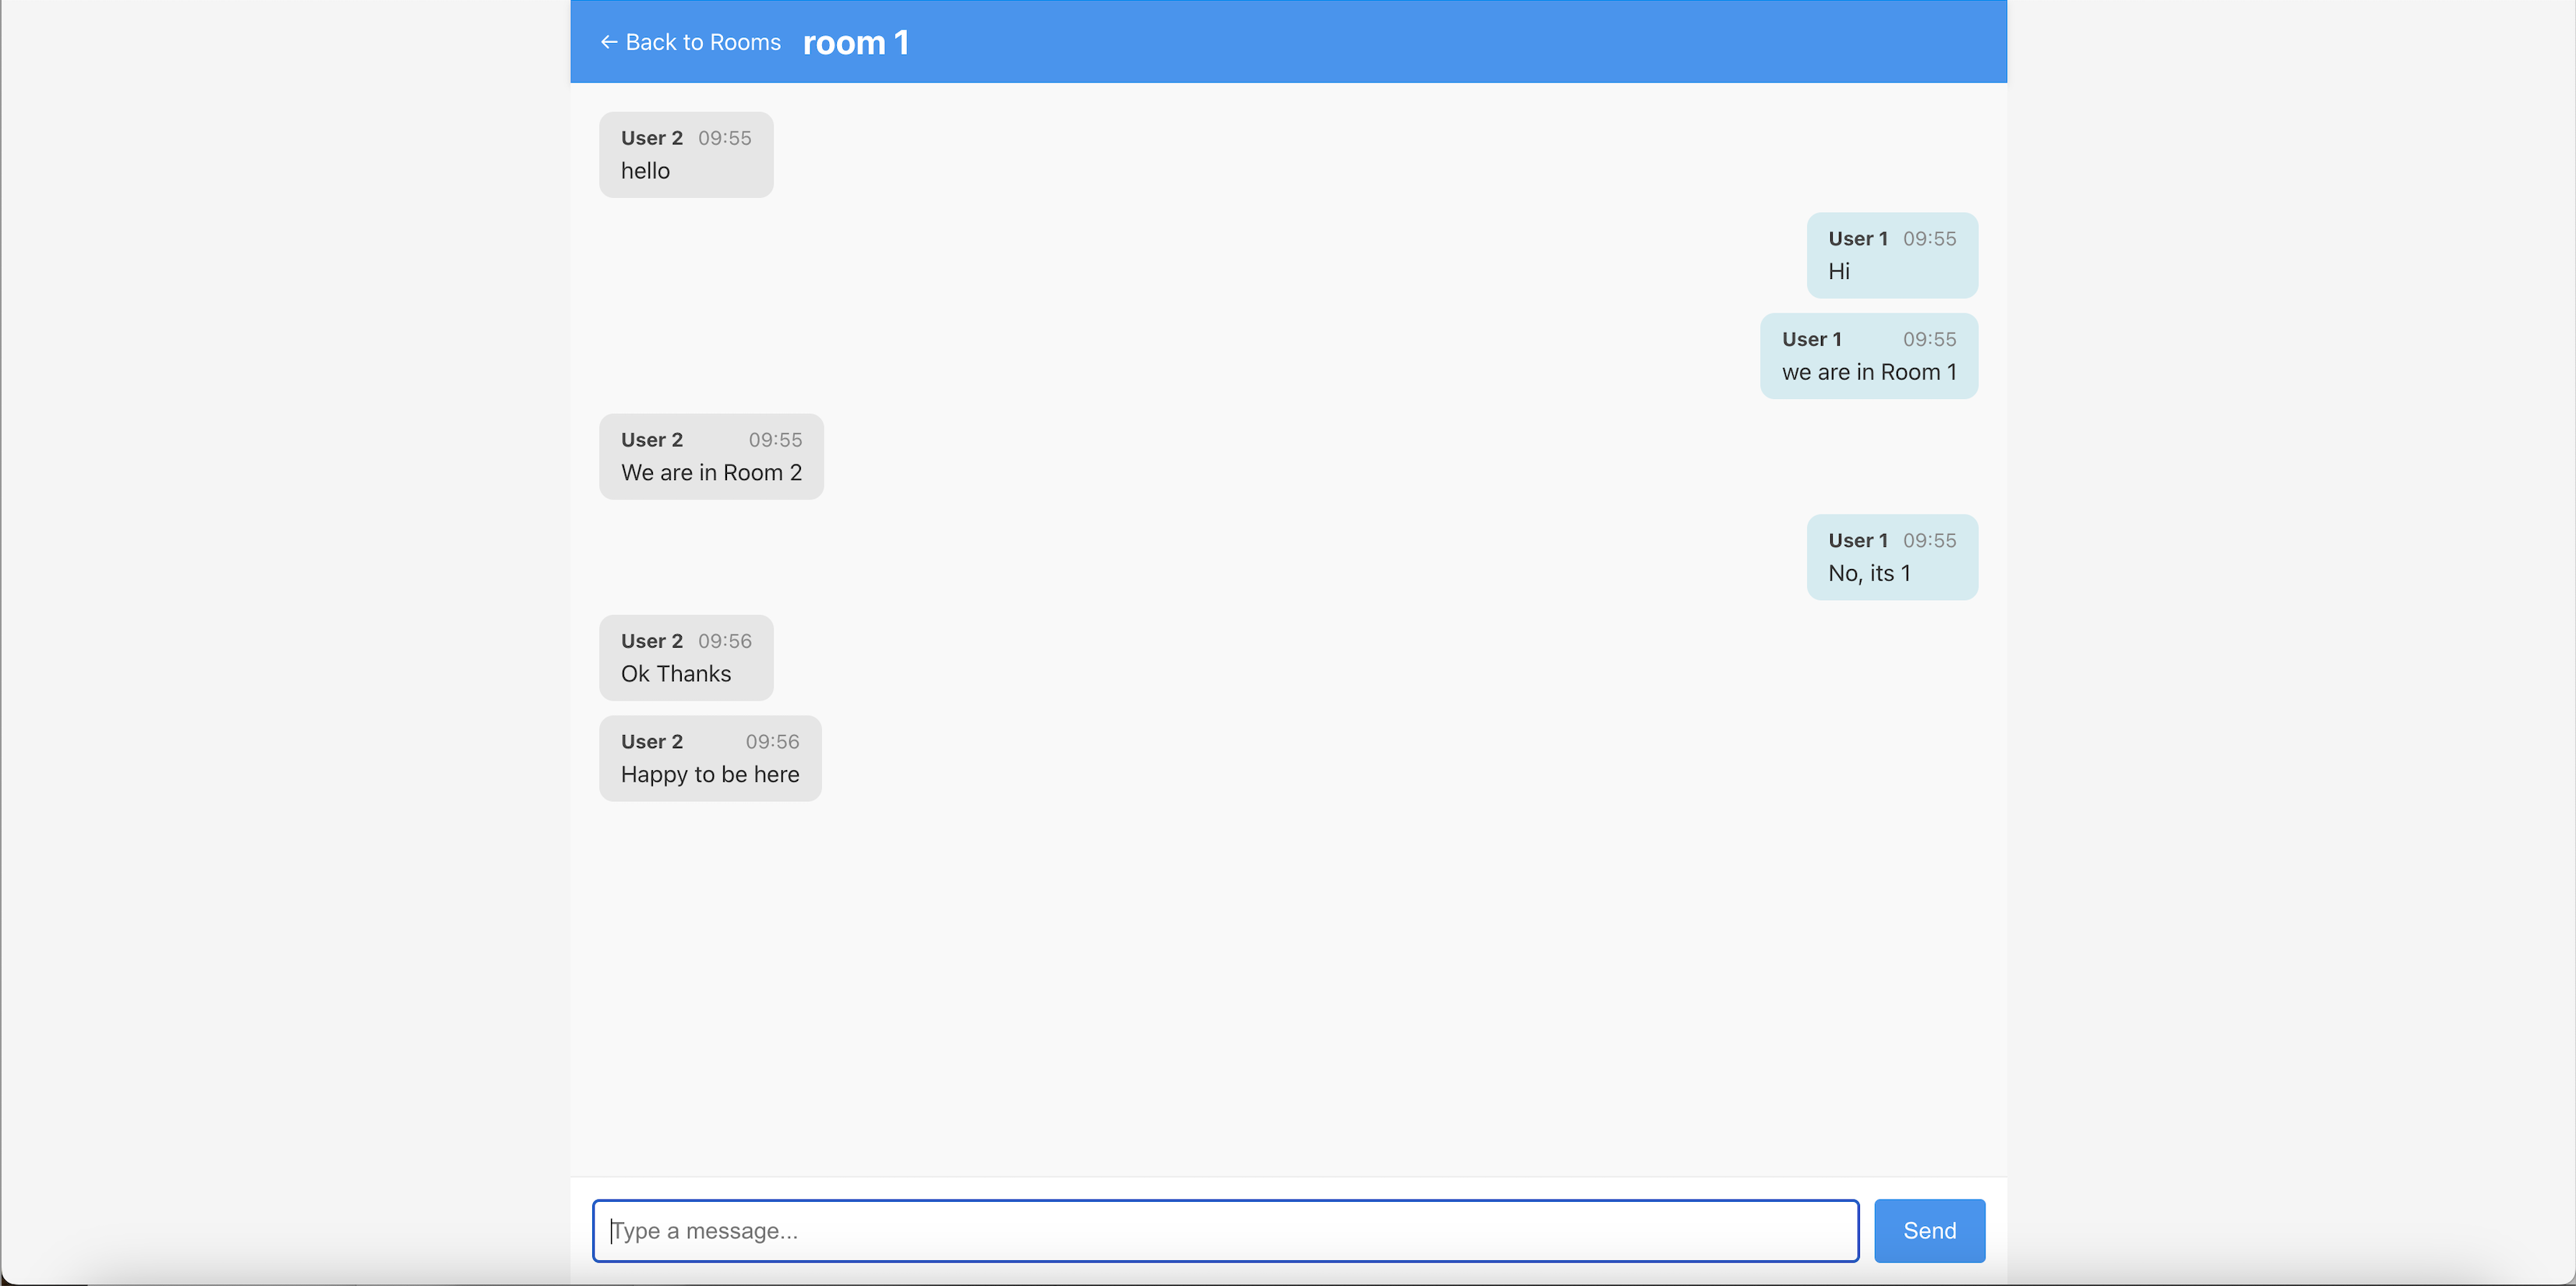 ← Back to Rooms room 1
User 2 09:55
hello
User 1 09:55
Hi
User 1 09:55
we are in Room 1
User 2 09:55
We are in Room 2
User 1 09:55
No, its 1
User 2 09:56
Ok Thanks
User 2 09:56
Happy to be here
Type a message...
Send